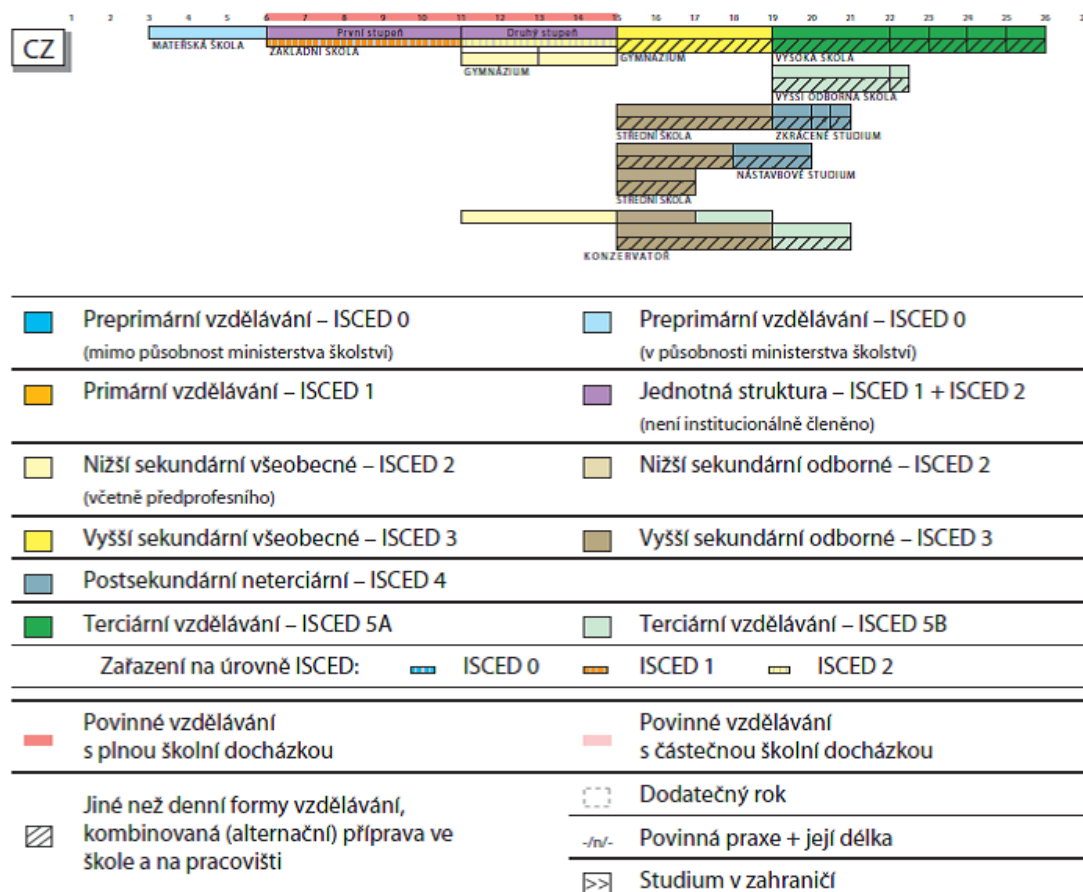 1 2 3 4 5 6 7 8 9 10 11 12 13 14 15 16 17 18 19 20 21 22 23 24 25 26
CZ
První stupeň Druhý stupeň
MATEŘSKÁ ŠKOLA ZÁKLADNÍ ŠKOLA GYMNÁZIUM VYSOKÁ ŠKOLA
GYMNÁZIUM
VYŠŠÍ ODBORNÁ ŠKOLA
STŘEDNÍ ŠKOLA ZKRÁCENÉ STUDIUM
NÁSTAVBOVÉ STUDIUM
STŘEDNÍ ŠKOLA
KONZERVATOŘ
Preprimární vzdělávání – ISCED 0
(mimo působnost ministerstva školství)
Preprimární vzdělávání – ISCED 0
(v působnosti ministerstva školství)
Primární vzdělávání – ISCED 1
Jednotná struktura – ISCED 1 + ISCED 2
(není institucionálně členěno)
Nižší sekundární všeobecné – ISCED 2
(včetně předprofesního)
Nižší sekundární odborné – ISCED 2
Vyšší sekundární všeobecné – ISCED 3
Vyšší sekundární odborné – ISCED 3
Postsekundární neterciární – ISCED 4
Terciární vzdělávání – ISCED 5A
Terciární vzdělávání – ISCED 5B
Zařazení na úrovně ISCED: ISCED 0 ISCED 1 ISCED 2
Povinné vzdělávání
s plnou školní docházkou
Povinné vzdělávání
s částečnou školní docházkou
Jiné než denní formy vzdělávání,
kombinovaná (alternační) příprava ve
škole a na pracovišti
Dodatečný rok
-/n/- Povinná praxe + její délka
>> Studium v zahraničí